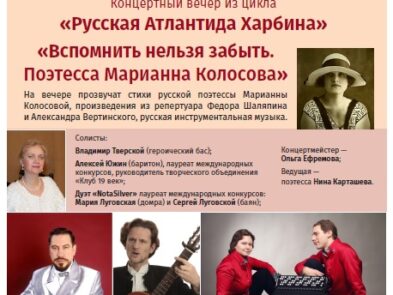 Концертный вечер из цикла
«Русская Атлантида Харбина»
«Вспомнить нельзя забыть.
Поэтесса Марианна Колосова»
На вечере прозвучат стихи русской поэтессы Марианны
Колосовой, произведения из репертуара Федора Шаляпина
и Александра Вертинского, русская инструментальная музыка.
Солисты:
Владимир Тверской (героический бас);
Алексей Южин (баритон), лауреат международных
конкурсов, руководитель творческого объединения
«Клуб 19 век»;
Дуэт «NotaSilver» лауреат международных конкурсов:
Мария Луговская (домра) и Сергей Луговской (баян);
Концертмейстер —
Ольга Ефремова;
Ведущая —
поэтесса Нина Карташева.